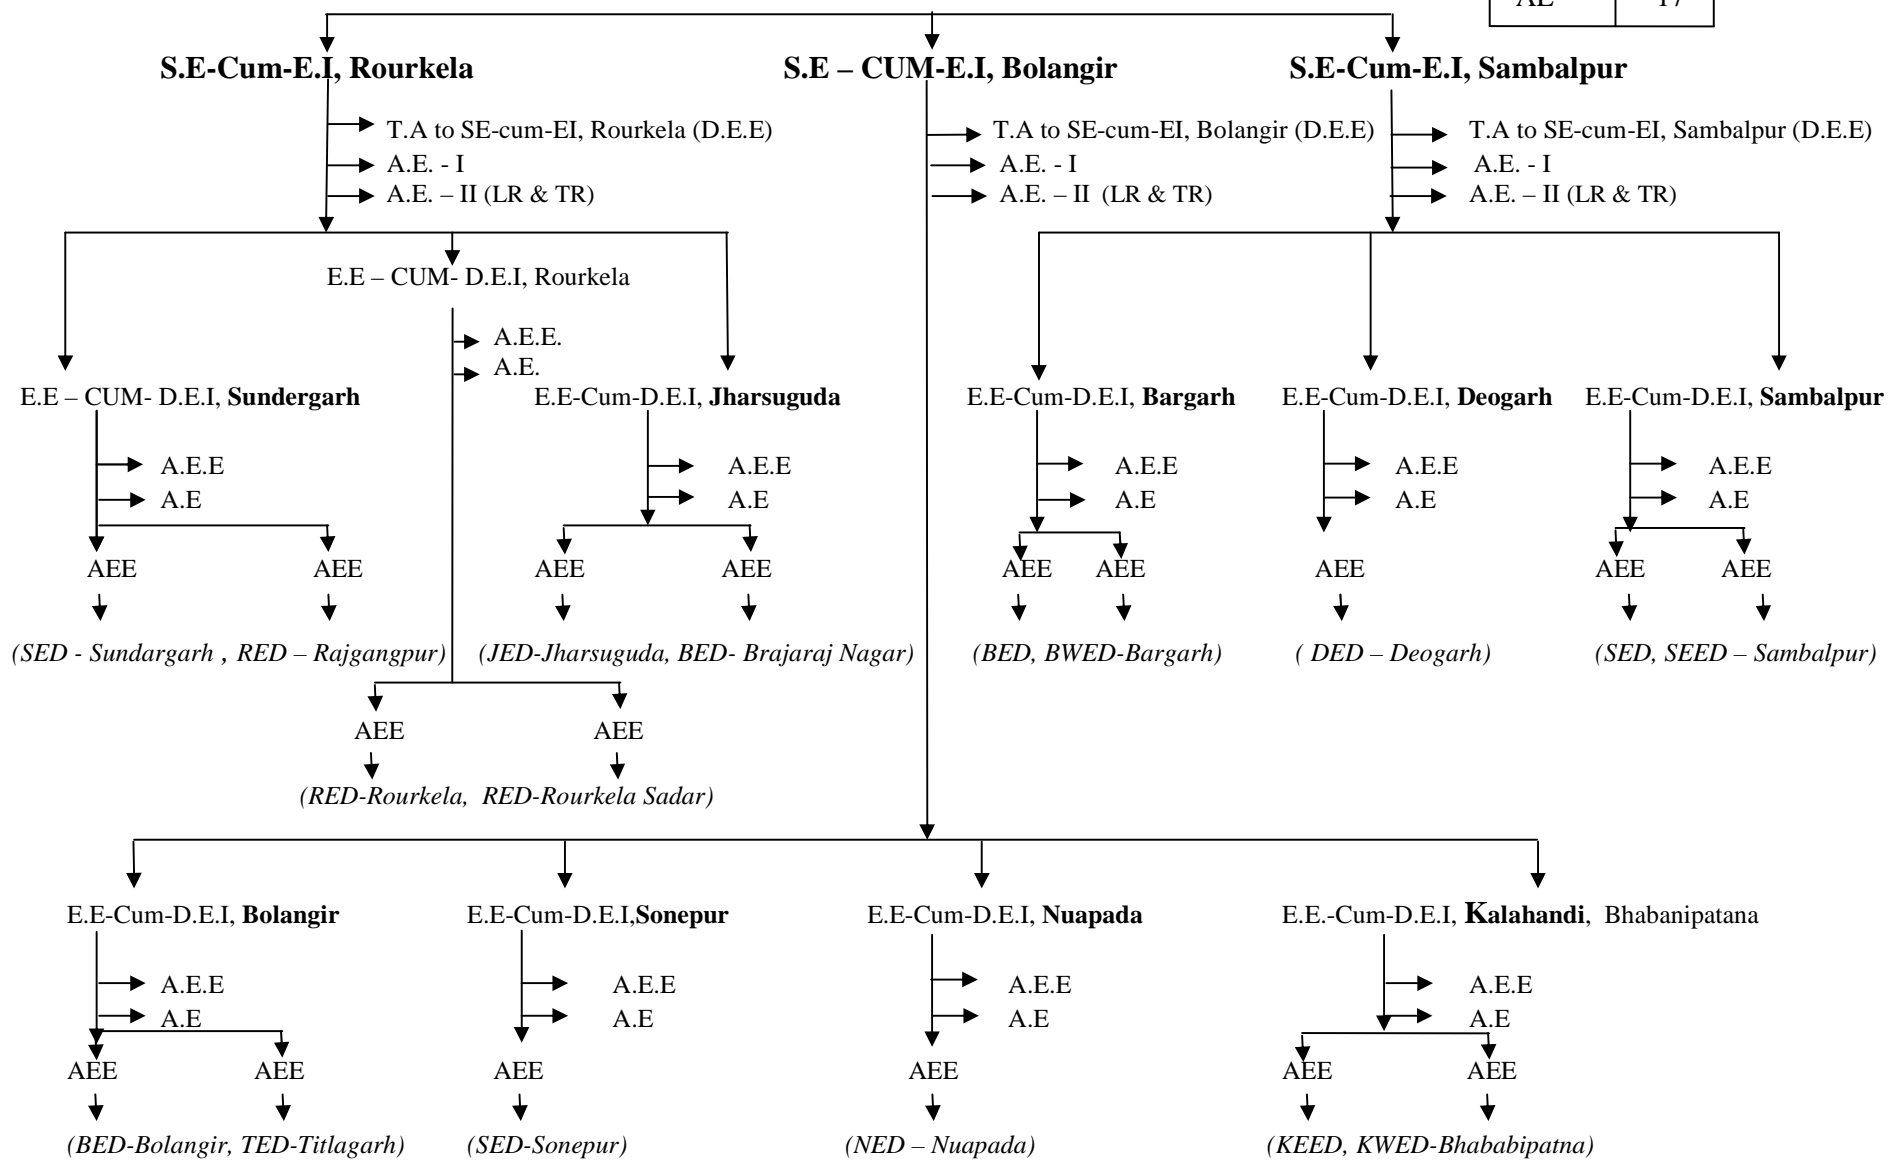 AE 17
S.E-Cum-E.I, Rourkela S.E – CUM-E.I, Bolangir S.E-Cum-E.I, Sambalpur
T.A to SE-cum-EI, Rourkela (D.E.E) T.A to SE-cum-EI, Bolangir (D.E.E) T.A to SE-cum-EI, Sambalpur (D.E.E)
A.E. - I A.E. - I A.E. - I
A.E. – II (LR & TR) A.E. – II (LR & TR) A.E. – II (LR & TR)
E.E – CUM- D.E.I, Rourkela
A.E.E.
A.E.
E.E – CUM- D.E.I, Sundergarh E.E-Cum-D.E.I, Jharsuguda E.E-Cum-D.E.I, Bargarh E.E-Cum-D.E.I, Deogarh E.E-Cum-D.E.I, Sambalpur
A.E.E A.E.E A.E.E A.E.E A.E.E
A.E A.E A.E A.E A.E
AEE AEE AEE AEE AEE AEE AEE AEE AEE
(SED - Sundargarh , RED – Rajgangpur) (JED-Jharsuguda, BED- Brajaraj Nagar) (BED, BWED-Bargarh) ( DED – Deogarh) (SED, SEED – Sambalpur)
AEE AEE
(RED-Rourkela, RED-Rourkela Sadar)
E.E-Cum-D.E.I, Bolangir E.E-Cum-D.E.I,Sonepur E.E-Cum-D.E.I, Nuapada E.E.-Cum-D.E.I, Kalahandi, Bhabanipatana
A.E.E A.E.E A.E.E A.E.E
A.E A.E A.E A.E
AEE AEE AEE AEE AEE AEE
(BED-Bolangir, TED-Titlagarh) (SED-Sonepur) (NED – Nuapada) (KEED, KWED-Bhababipatna)